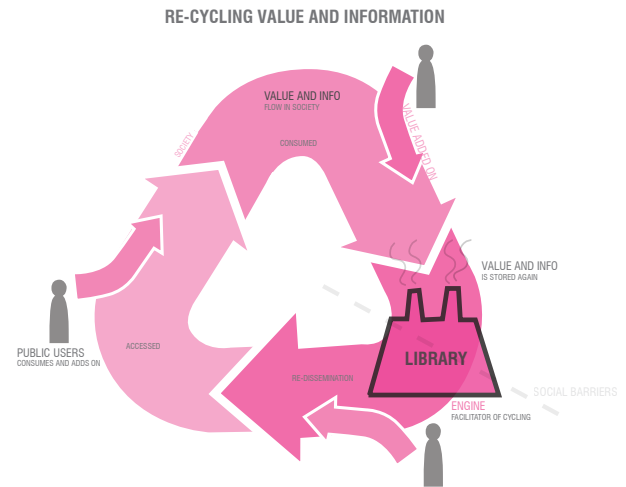 RE-CYCLING VALUE AND INFORMATION
VALUE AND INFO
FLOW IN SOCIETY
CONSUMED
SOCIETY
VALUE ADDED ON
VALUE AND INFO
IS STORED AGAIN
PUBLIC USERS
CONSUMES AND ADDS ON
ACCESSED
RE-DISSEMINATION
LIBRARY
SOCIAL BARRIERS
ENGINE
FACILITATOR OF CYCLING